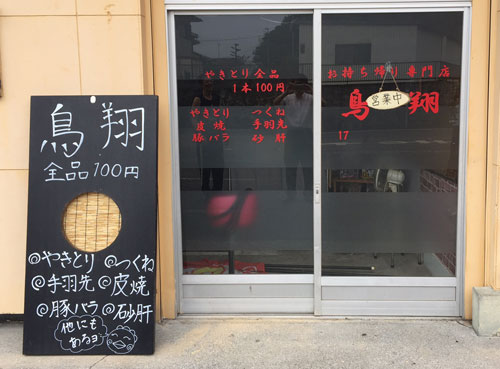 鳥 翔
全品100円
◎やきとり ◎つくね
◎手羽先 ◎皮焼
◎豚バラ ◎砂肝
他にも
あるヨ
やきとり全品
1本100円
やきとり つくね
皮焼 手羽先
豚バラ 砂肝
お持ち帰り専門店
鳥 翔
営業中
17